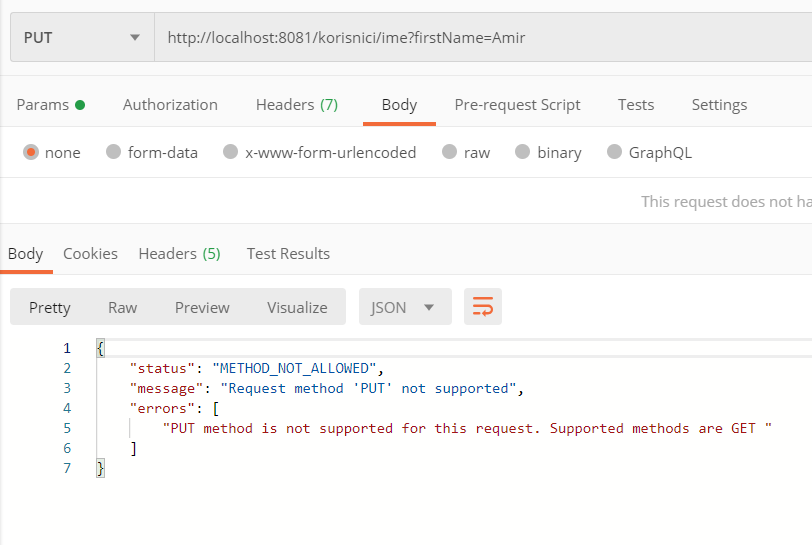 PUT http://localhost:8081/korisnici/ime?firstName=Amir
Params Authorization Headers (7) Body Pre-request Script Tests Settings
none form-data x-www-form-urlencoded raw binary GraphQL
This request does not ha
Body Cookies Headers (5) Test Results
Pretty Raw Preview Visualize JSON
1 {
2 "status": "METHOD_NOT_ALLOWED",
3 "message": "Request method 'PUT' not supported",
4 "errors": [
5 "PUT method is not supported for this request. Supported methods are GET "
6 ]
7 }